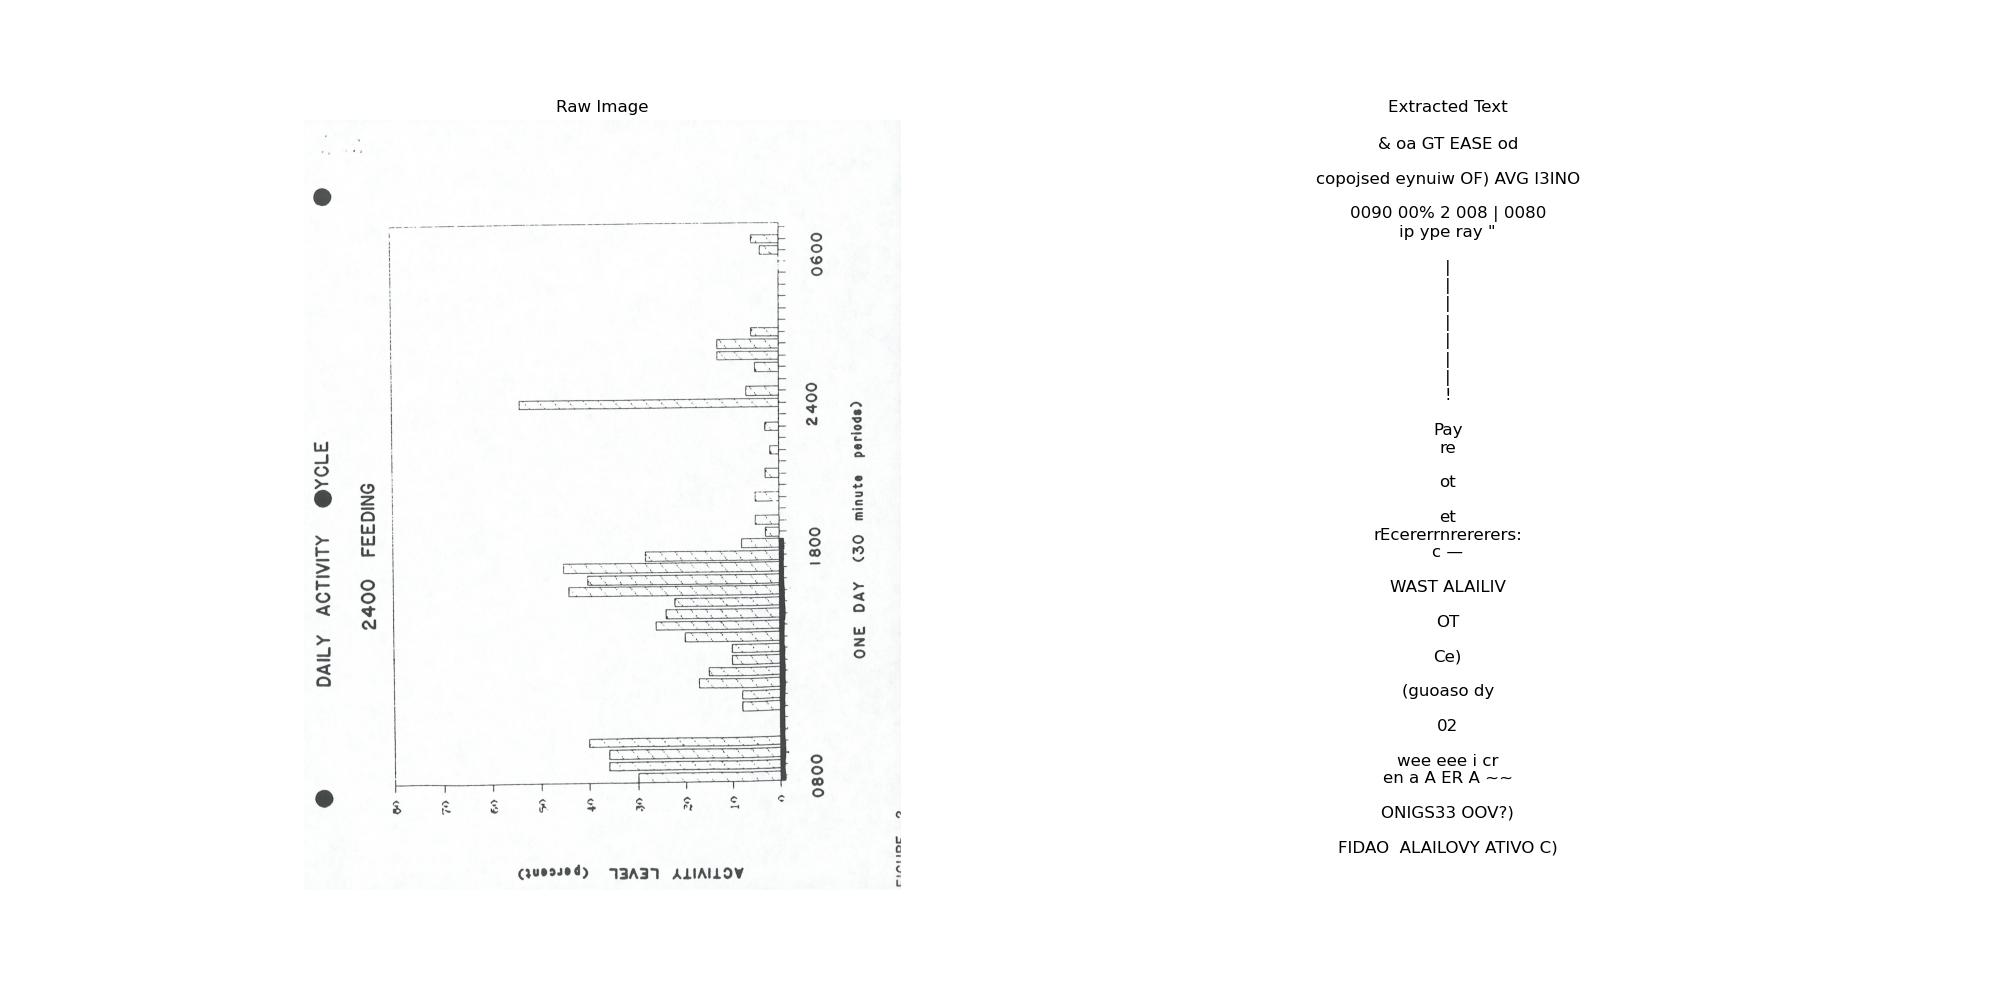 Raw Image
DAILY ACTIVITY YCLE
2400 FEEDING
ACTIVITY LEVEL (percent)
80
70
60
50
40
30
20
10
0
0800
1800
2400
0600
ONE DAY (30 minute periods)
Extracted Text
& oa GT EASE od
copojsed eynuiw OF) AVG I3INO
0090 00% 2 008 | 0080
ip ype ray "
|
|
|
|
|
|
|
!
Pay
re
ot
et
rEcererrnrererers:
c —
WAST ALAILIV
OT
Ce)
(guoaso dy
02
wee eee i cr
en a A ER A ~~
ONIGS33 OOV?)
FIDAO ALAILOVY ATIVO C)